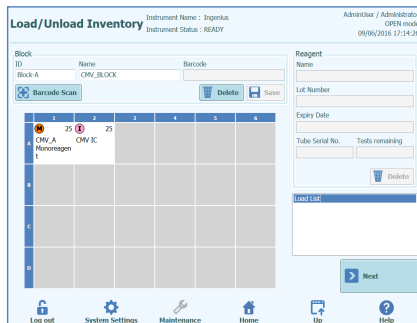 Load/Unload Inventory
Instrument Name : Ingenius
Instrument Status : READY
AdminUser / Administrato
OPEN mode
09/06/2016 17:14:26
Block
ID Name Barcode
Block-A CMV_BLOCK
Barcode Scan Delete Save
Reagent
Name
Lot Number
Expiry Date
Tube Serial No. Tests remaining
Delete
1 2 3 4 5 6
A
M 25 I 25
CMV_A CMV IC
Monoreagen
t
B
C
D
Load List
Next
Log out System Settings Maintenance Home Up Help